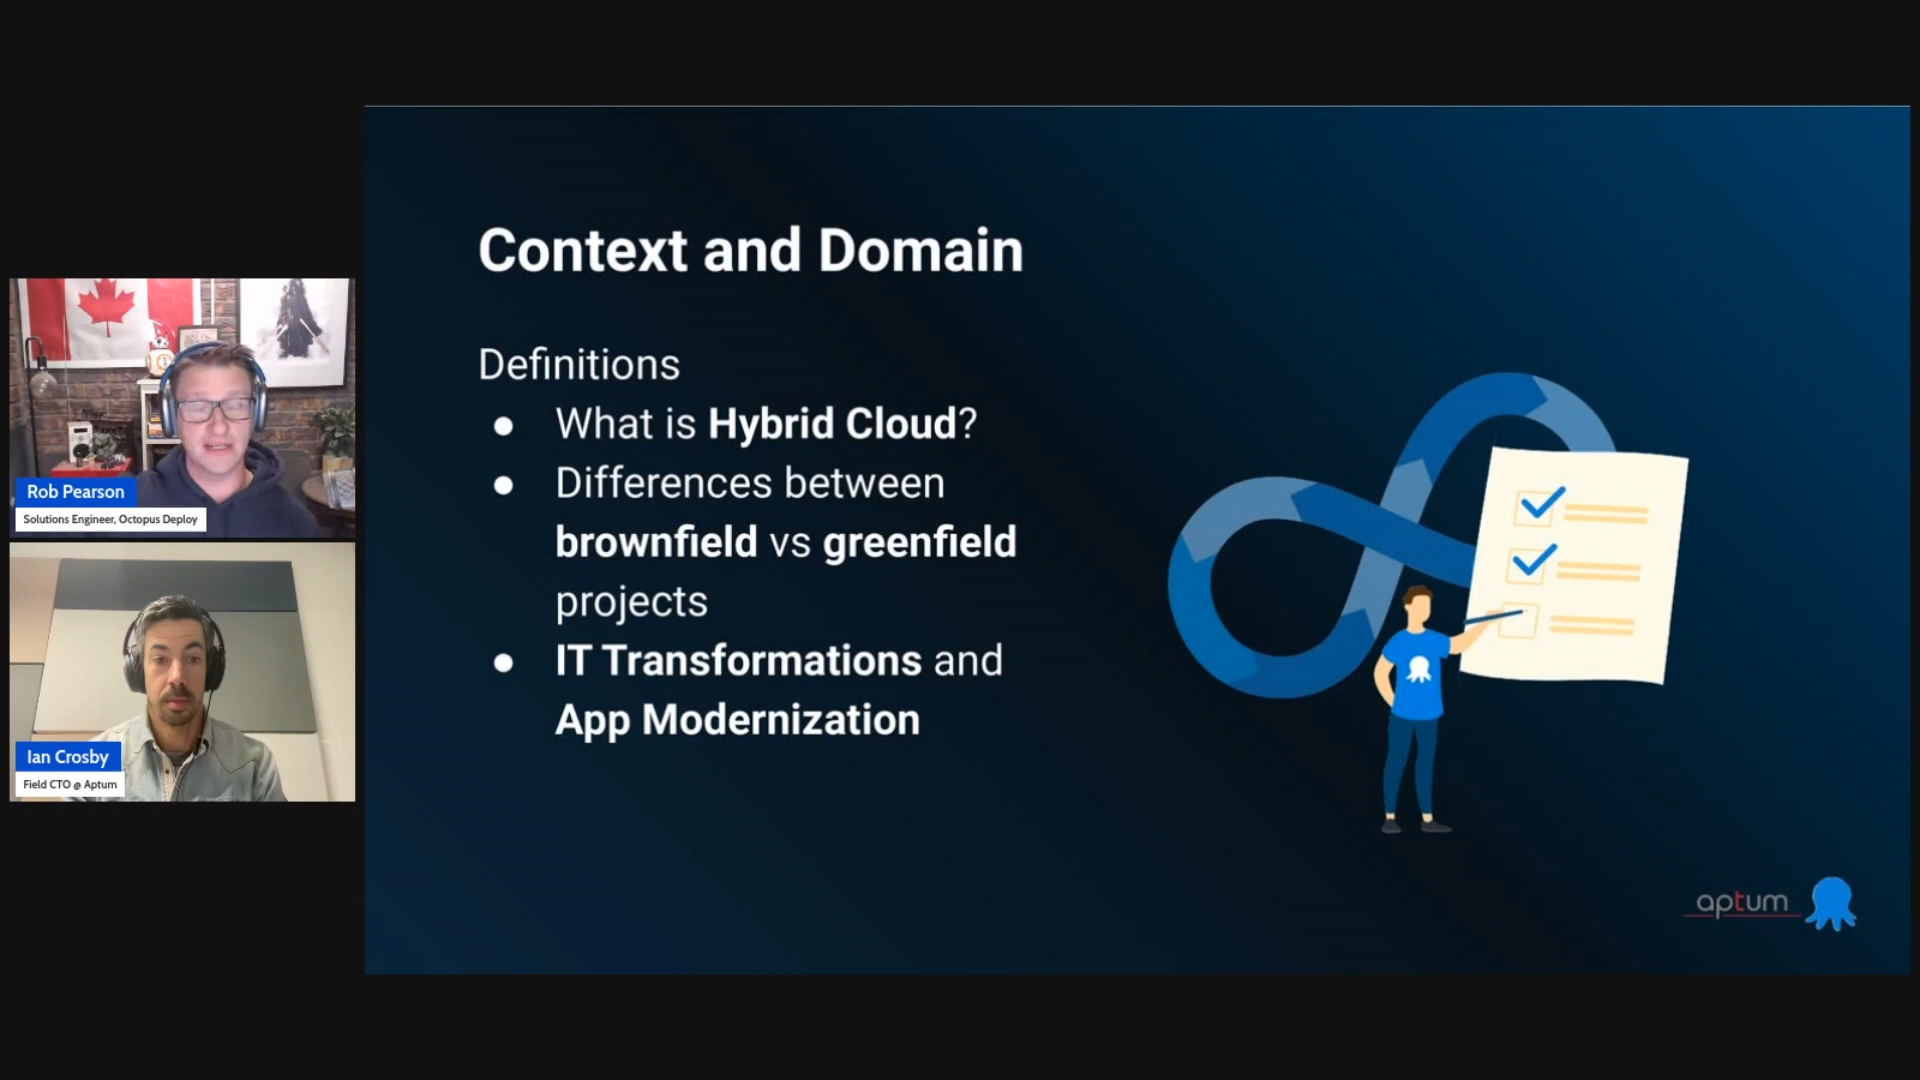 Context and Domain
Definitions
● What is Hybrid Cloud?
● Differences between
brownfield vs greenfield
projects
● IT Transformations and
App Modernization
Rob Pearson
Solutions Engineer, Octopus Deploy
Ian Crosby
Field CTO @ Aptum
aptum